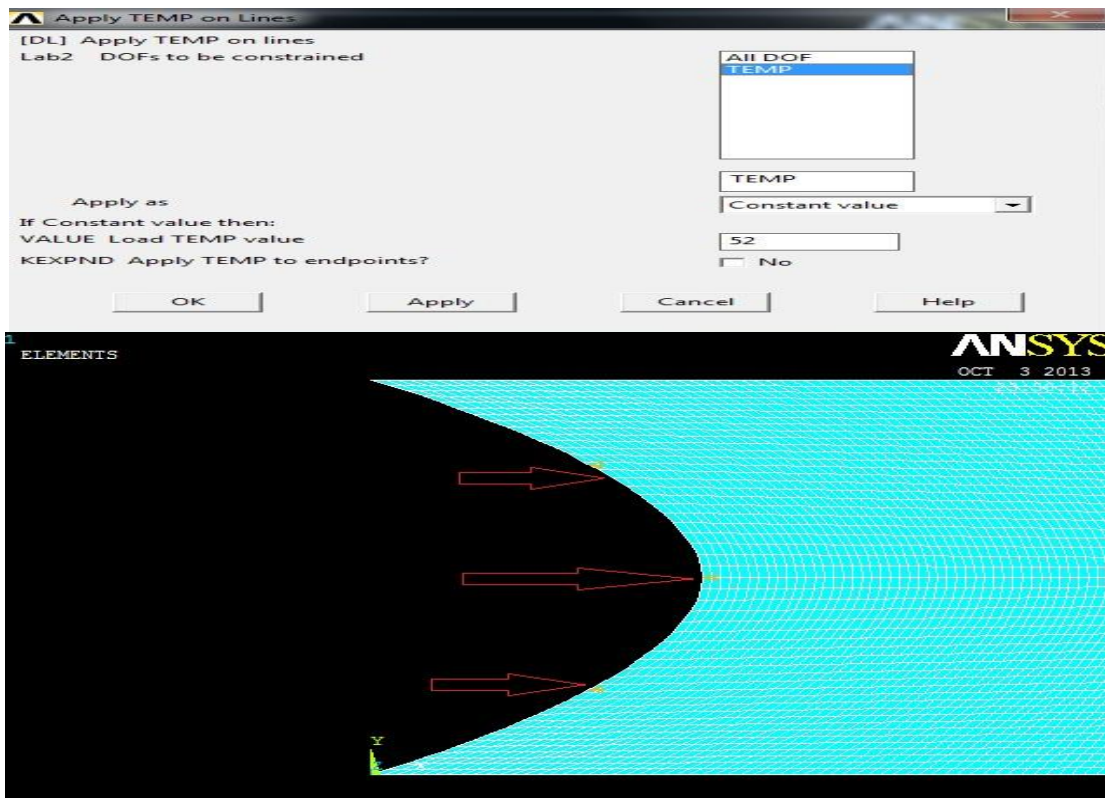 Apply TEMP on Lines
[DL] Apply TEMP on lines
Lab2 DOFs to be constrained
All DOF
TEMP
TEMP
Apply as
Constant value
If Constant value then:
VALUE Load TEMP value
52
KEXPND Apply TEMP to endpoints?
No
OK
Apply
Cancel
Help
1
ELEMENTS
ANSYS
OCT 3 2013
Y
X